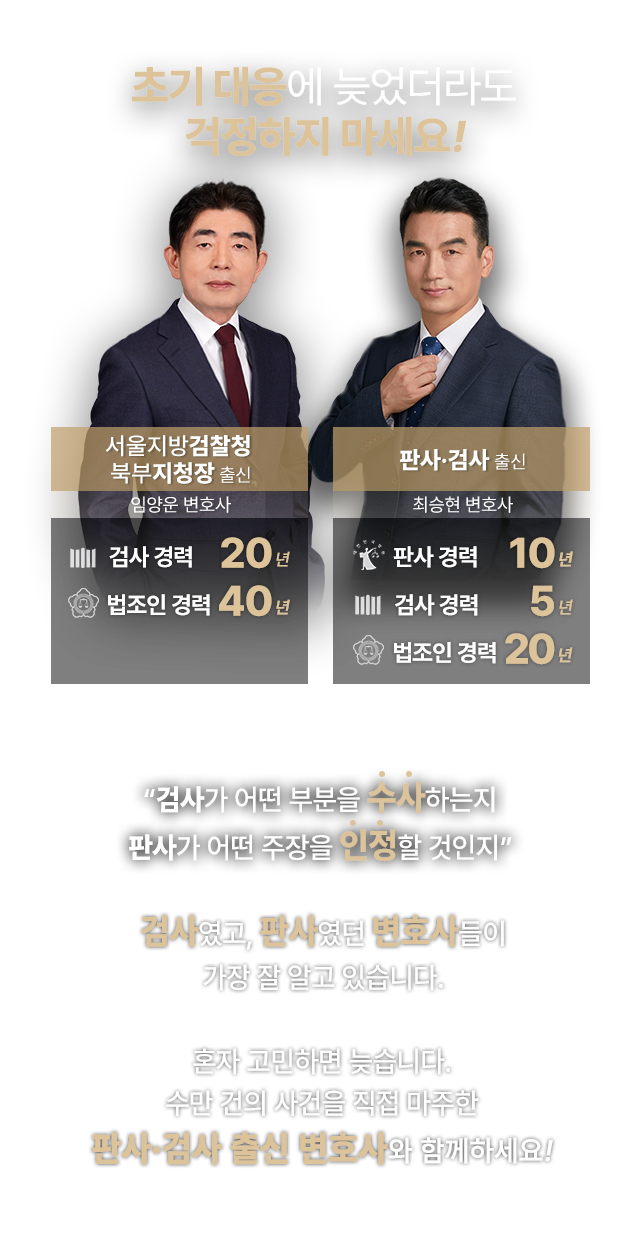 초기 대응에 늦었더라도
걱정하지 마세요!
서울지방검찰청
북부지청장 출신
임양운 변호사
검사 경력 20년
법조인 경력 40년
판사·검사 출신
최승현 변호사
판사 경력 10년
검사 경력 5년
법조인 경력 20년
“검사가 어떤 부분을 수사하는지
판사가 어떤 주장을 인정할 것인지”
검사였고, 판사였던 변호사들이
가장 잘 알고 있습니다.
혼자 고민하면 늦습니다.
수만 건의 사건을 직접 마주한
판사·검사 출신 변호사와 함께하세요!